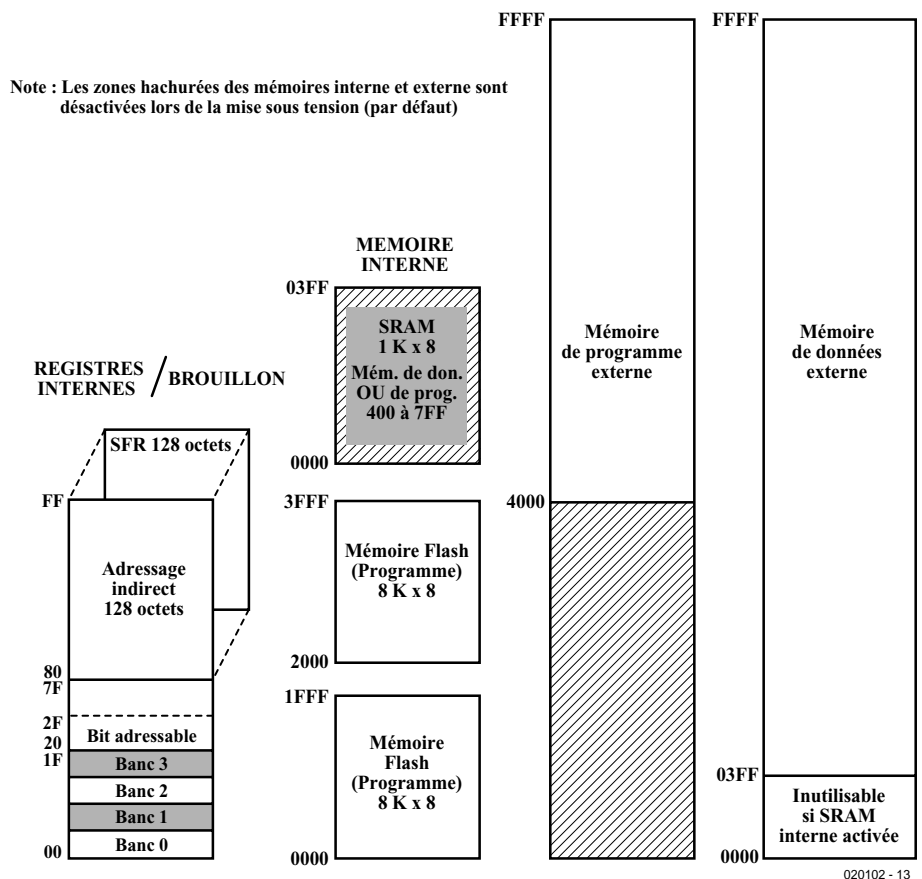 Note : Les zones hachurées des mémoires interne et externe sont
désactivées lors de la mise sous tension (par défaut)
REGISTRES
INTERNES / BROUILLON
SFR 128 octets
FF
Adressage
indirect
128 octets
80
7F
2F
20
Bit adressable
1F
Banc 3
Banc 2
Banc 1
Banc 0
00
MEMOIRE
INTERNE
03FF
SRAM
1 K x 8
Mém. de don.
OU de prog.
400 à 7FF
0000
3FFF
Mémoire Flash
(Programme)
8 K x 8
2000
1FFF
Mémoire
Flash
(Programme)
8 K x 8
0000
FFFF
Mémoire
de programme
externe
4000
FFFF
Mémoire
de données
externe
03FF
Inutilisable
si SRAM
interne activée
0000
020102 - 13